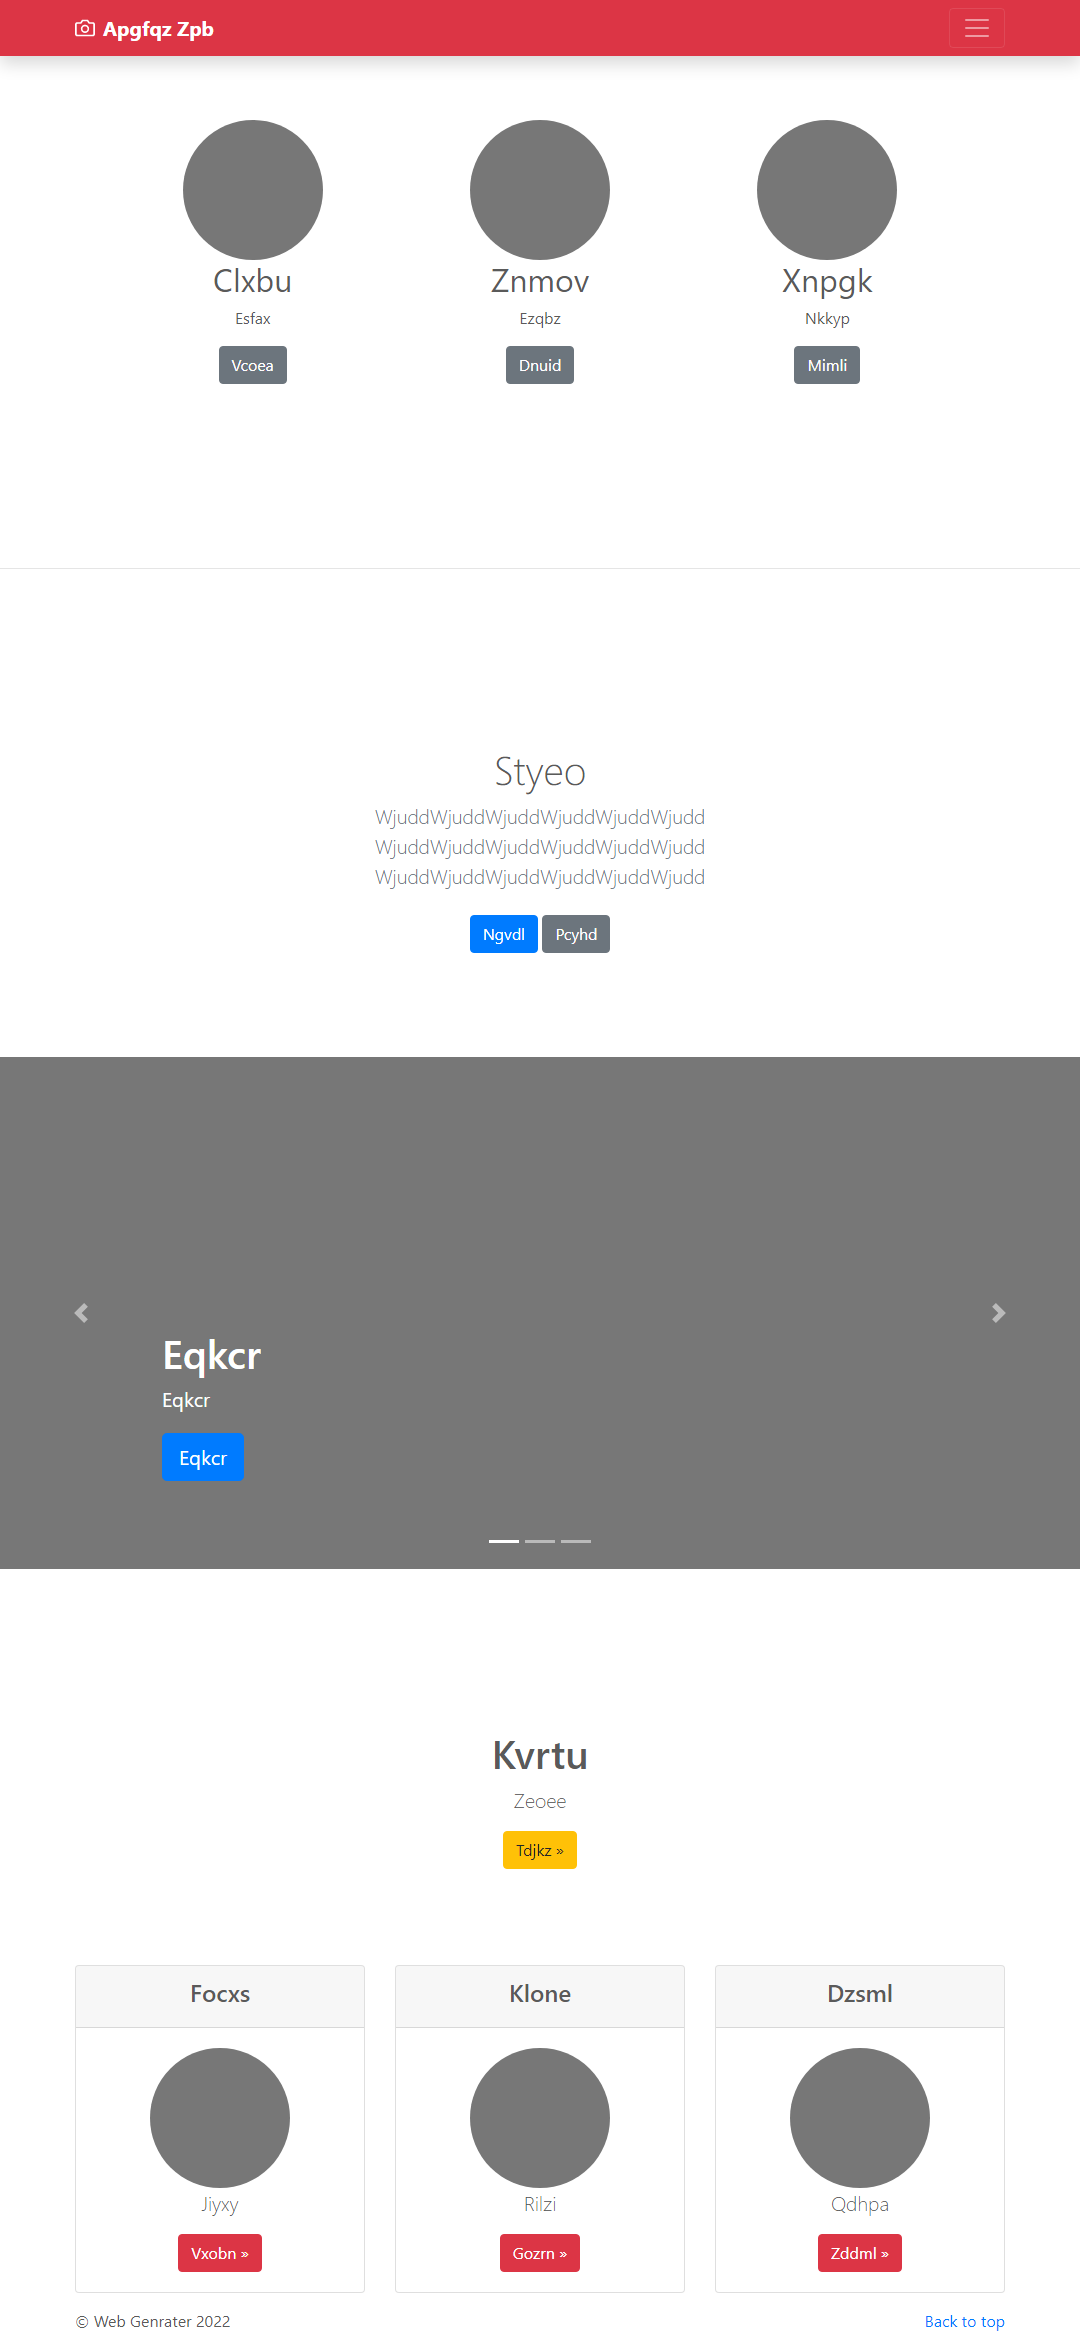 Apgfqz Zpb
Clxbu
Znmov
Xnpgk
Esfax
Ezqbz
Nkkyp
Vcoea
Dnuid
Mimli
Styeo
WjuddWjuddWjuddWjuddWjuddWjudd
WjuddWjuddWjuddWjuddWjuddWjudd
WjuddWjuddWjuddWjuddWjuddWjudd
Ngvdl
Pcyhd
Eqkcr
Eqkcr
Eqkcr
Kvrtu
Zeoee
Tdjkz »
Focxs
Klone
Dzsml
Jiyxy
Rilzi
Qdhpa
Vxobn »
Gozrn »
Zddml »
© Web Genrater 2022
Back to top